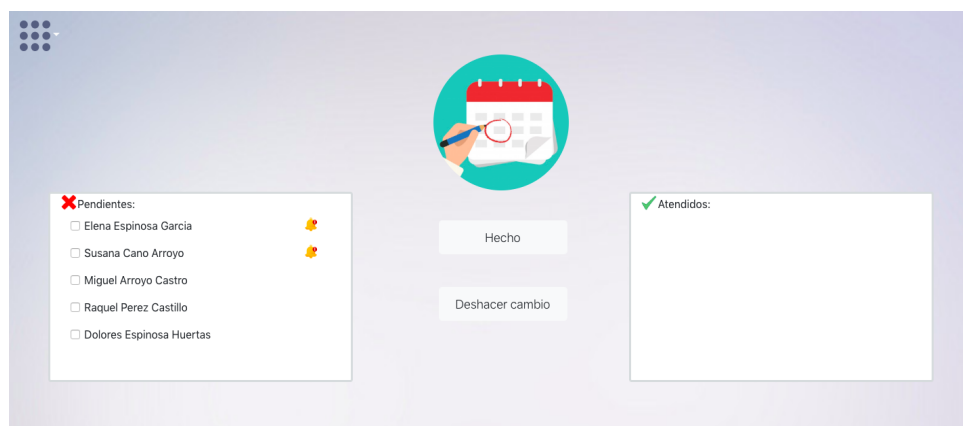 Pendientes:
Elena Espinosa Garcia
Susana Cano Arroyo
Miguel Arroyo Castro
Raquel Perez Castillo
Dolores Espinosa Huertas
Hecho
Deshacer cambio
Atendidos: